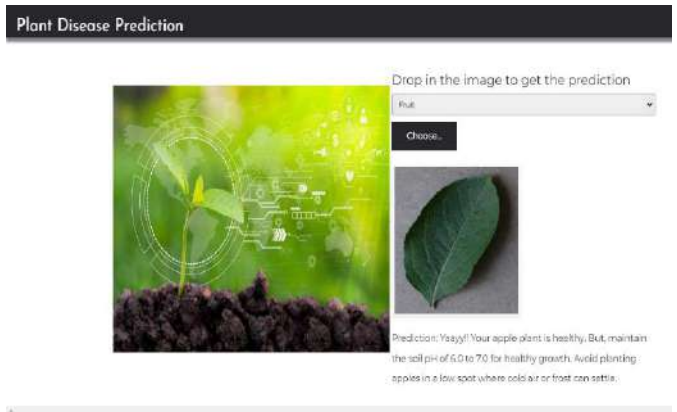 Plant Disease Prediction
Drop in the image to get the prediction
Fruit
Choose..
Prediction: Yaayy!! Your apple plant is healthy. But, maintain
the soil pH of 6.0 to 7.0 for healthy growth. Avoid planting
apples in a low spot where cold air or frost can settle.